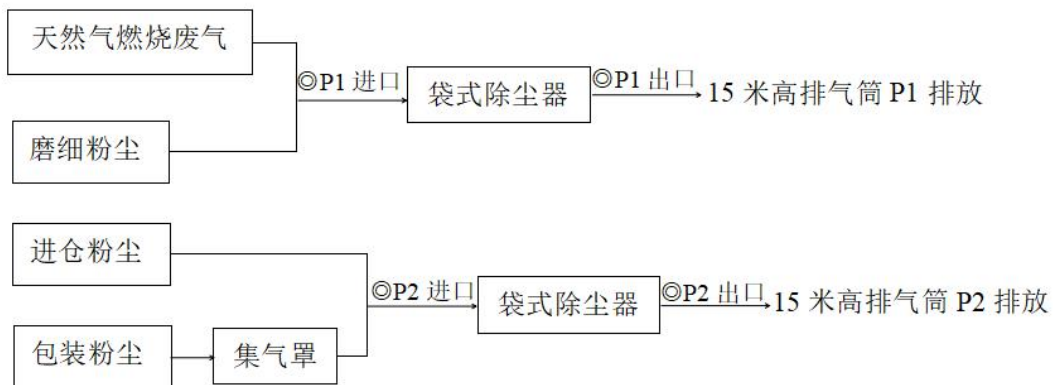 天然气燃烧废气
◎P1 进口
袋式除尘器
◎P1 出口
15 米高排气筒 P1 排放
磨细粉尘
进仓粉尘
◎P2 进口
袋式除尘器
◎P2 出口
15 米高排气筒 P2 排放
包装粉尘
集气罩